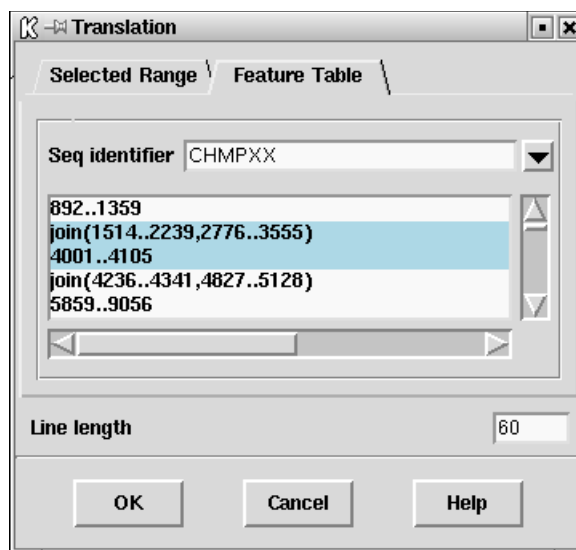 Translation
Selected Range Feature Table
Seq identifier CHMPXX
892..1359
join(1514..2239,2776..3555)
4001..4105
join(4236..4341,4827..5128)
5859..9056
Line length 60
OK Cancel Help